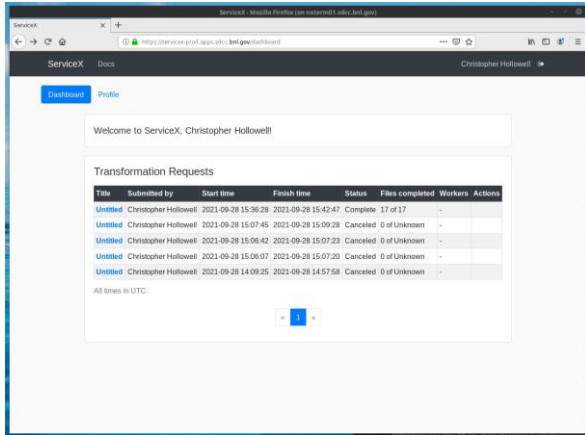 ServiceX - Mozilla Firefox (on naterm01.sdcc.bnl.gov)
ServiceX × +
https://servicex-prod.apps.sdcc.bnl.gov/dashboard
ServiceX Docs Christopher Hollowell
Dashboard Profile
Welcome to ServiceX, Christopher Hollowell!
Transformation Requests
Title Submitted by Start time Finish time Status Files completed Workers Actions
Untitled Christopher Hollowell 2021-09-28 15:36:28 2021-09-28 15:42:47 Complete 17 of 17 -
Untitled Christopher Hollowell 2021-09-28 15:07:45 2021-09-28 15:09:28 Canceled 0 of Unknown -
Untitled Christopher Hollowell 2021-09-28 15:06:42 2021-09-28 15:07:23 Canceled 0 of Unknown -
Untitled Christopher Hollowell 2021-09-28 15:06:07 2021-09-28 15:07:20 Canceled 0 of Unknown -
Untitled Christopher Hollowell 2021-09-28 14:09:25 2021-09-28 14:57:58 Canceled 0 of Unknown -
All times in UTC.
« 1 »